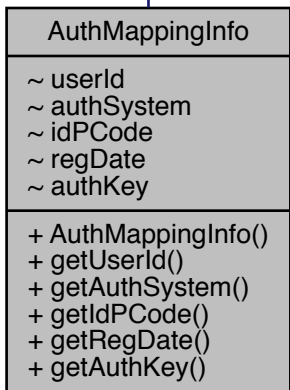 AuthMappingInfo
~ userId
~ authSystem
~ idPCode
~ regDate
~ authKey
+ AuthMappingInfo()
+ getUserId()
+ getAuthSystem()
+ getIdPCode()
+ getRegDate()
+ getAuthKey()